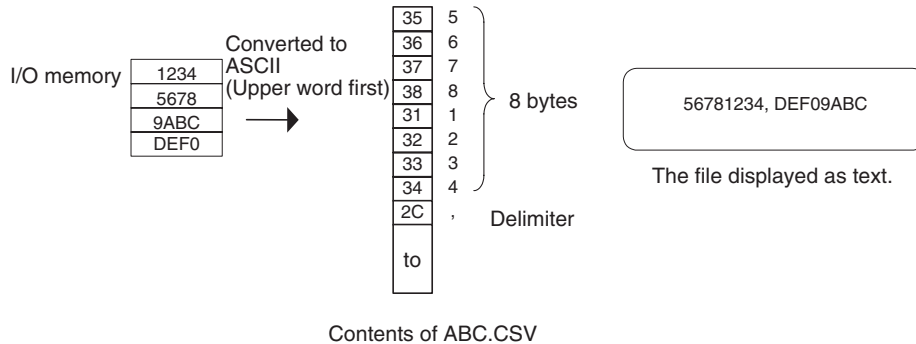 I/O memory
1234
5678
9ABC
DEF0
Converted to
ASCII
(Upper word first)
35 5
36 6
37 7
38 8
31 1
32 2
33 3
34 4
2C ,
to
8 bytes
Delimiter
Contents of ABC.CSV
56781234, DEF09ABC
The file displayed as text.